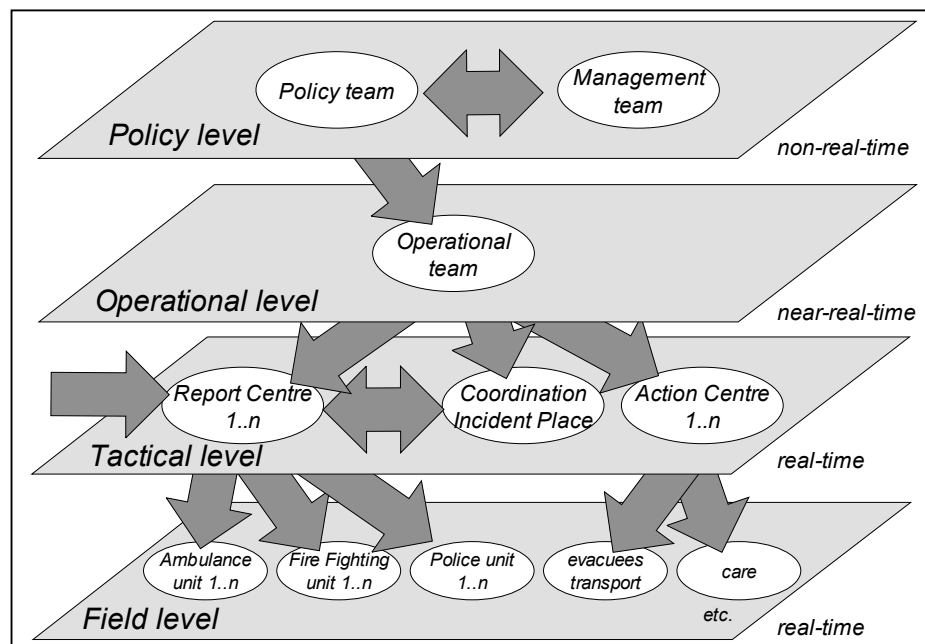 Policy team
Management
team
Policy level
non-real-time
Operational
team
Operational level
near-real-time
Report Centre
1..n
Coordination
Incident Place
Action Centre
1..n
Tactical level
real-time
Ambulance
unit 1..n
Fire Fighting
unit 1..n
Police unit
1..n
evacuees
transport
care
etc.
Field level
real-time